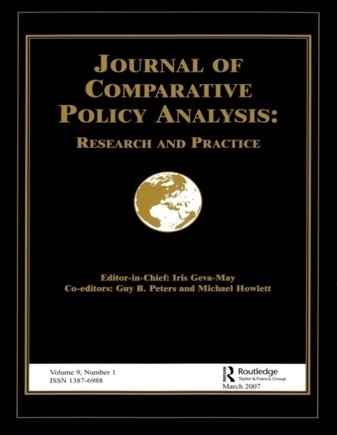 JOURNAL OF
COMPARATIVE
POLICY ANALYSIS:
RESEARCH AND PRACTICE
Editor-in-Chief: Iris Geva-May
Co-editors: Guy B. Peters and Michael Howlett
Volume 9, Number 1
ISSN 1387-6988
R Routledge
Taylor & Francis Group
March 2007